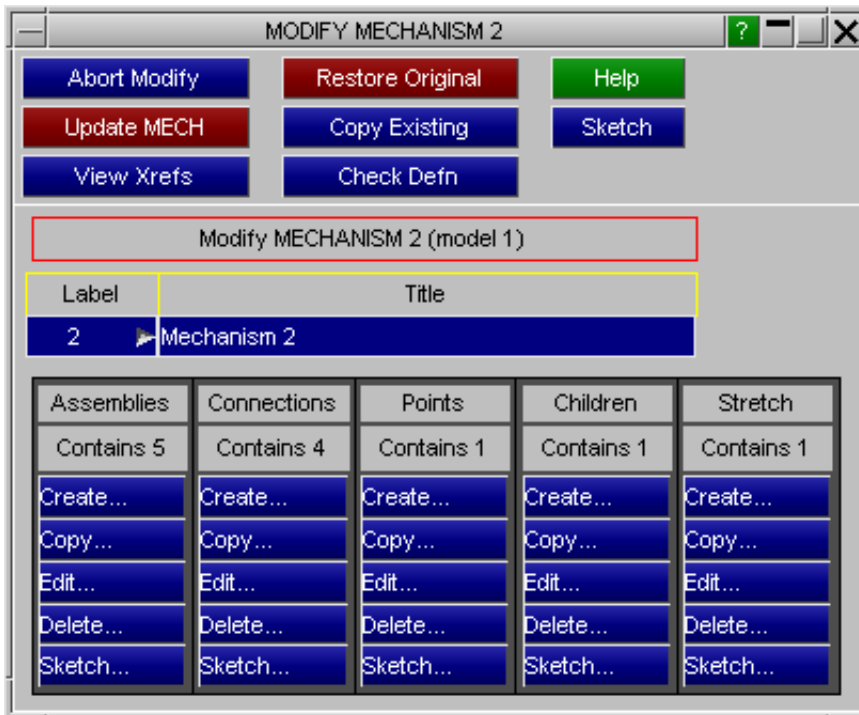 MODIFY MECHANISM 2 ?
Abort Modify Restore Original Help
Update MECH Copy Existing Sketch
View Xrefs Check Defn
Modify MECHANISM 2 (model 1)
Label Title
2 Mechanism 2
Assemblies Connections Points Children Stretch
Contains 5 Contains 4 Contains 1 Contains 1 Contains 1
Create... Create... Create... Create... Create...
Copy... Copy... Copy... Copy... Copy...
Edit... Edit... Edit... Edit... Edit...
Delete... Delete... Delete... Delete... Delete...
Sketch... Sketch... Sketch... Sketch... Sketch...